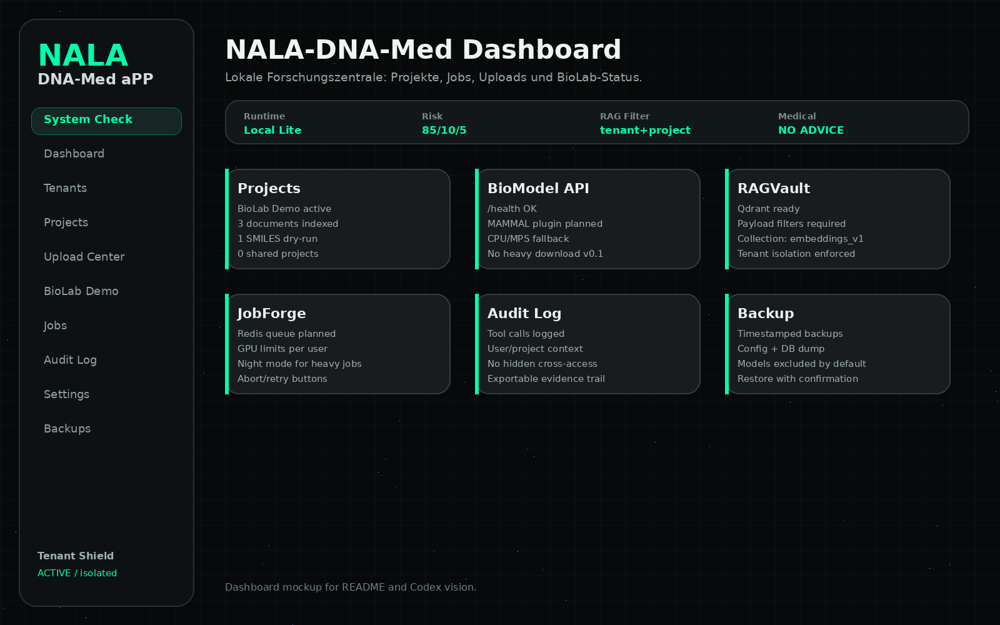 NALA
DNA-Med aPP
System Check
Dashboard
Tenants
Projects
Upload Center
BioLab Demo
Jobs
Audit Log
Settings
Backups
Tenant Shield
ACTIVE / isolated
NALA-DNA-Med Dashboard
Lokale Forschungszentrale: Projekte, Jobs, Uploads und BioLab-Status.
Runtime
Local Lite
Risk
85/10/5
RAG Filter
tenant+project
Medical
NO ADVICE
Projects
BioLab Demo active
3 documents indexed
1 SMILES dry-run
0 shared projects
BioModel API
/health OK
MAMMAL plugin planned
CPU/MPS fallback
No heavy download v0.1
RAGVault
Qdrant ready
Payload filters required
Collection: embeddings_v1
Tenant isolation enforced
JobForge
Redis queue planned
GPU limits per user
Night mode for heavy jobs
Abort/retry buttons
Audit Log
Tool calls logged
User/project context
No hidden cross-access
Exportable evidence trail
Backup
Timestamped backups
Config + DB dump
Models excluded by default
Restore with confirmation
Dashboard mockup for README and Codex vision.